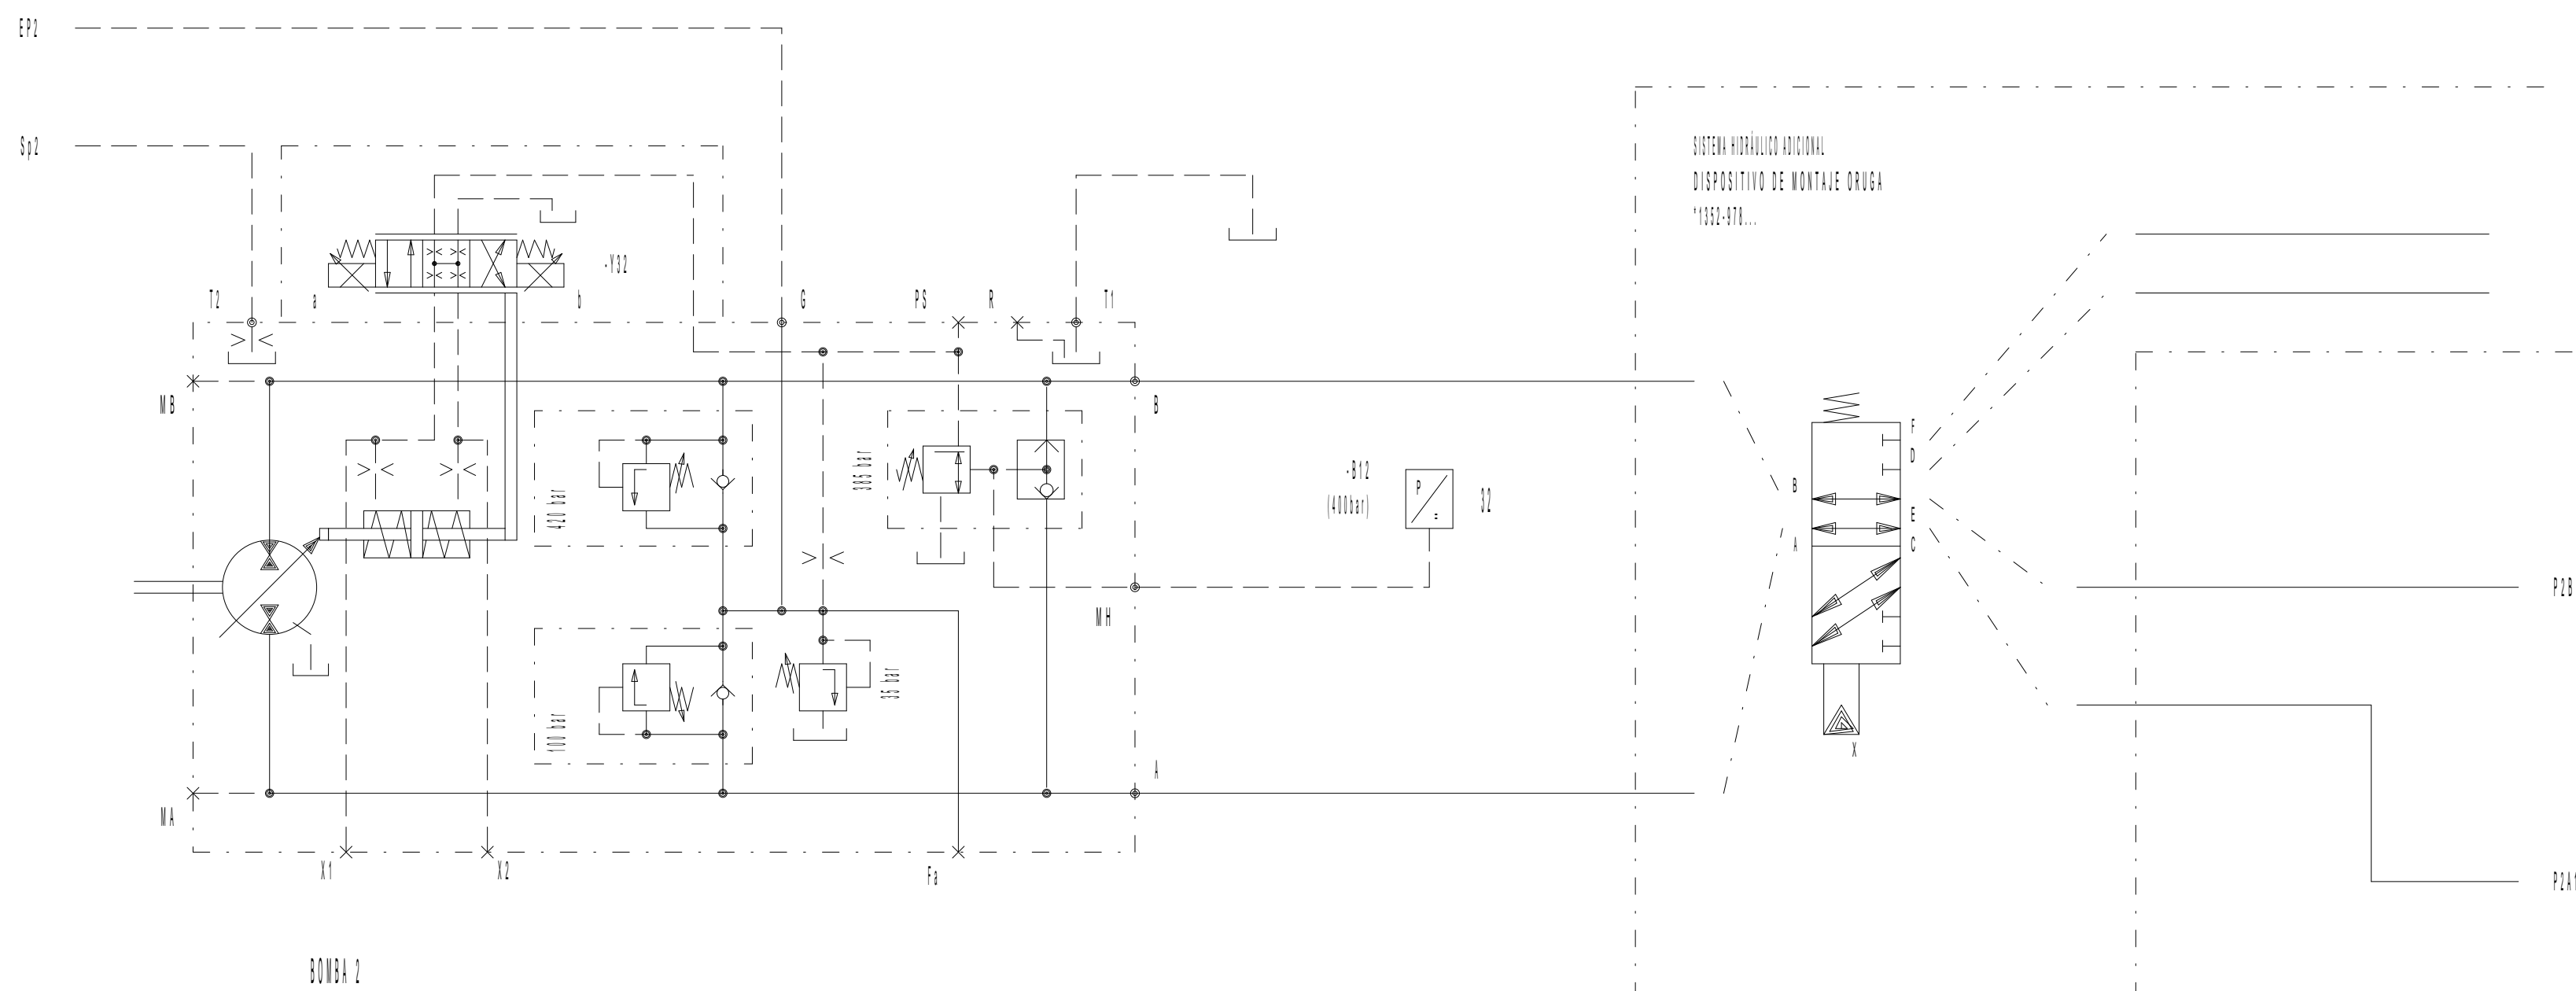 EP2
Sp2
SISTEMA HIDRÁULICO ADICIONAL
DISPOSITIVO DE MONTAJE ORUGA
*1352-978...
-Y32
T2
a
b
G
PS
R
T1
MB
B
420 bar
385 bar
-B12
(400bar)
P
=
32
F
D
B
E
A
C
MH
P2B
100 bar
35 bar
X
A
MA
X1
X2
Fa
P2A1
BOMBA 2